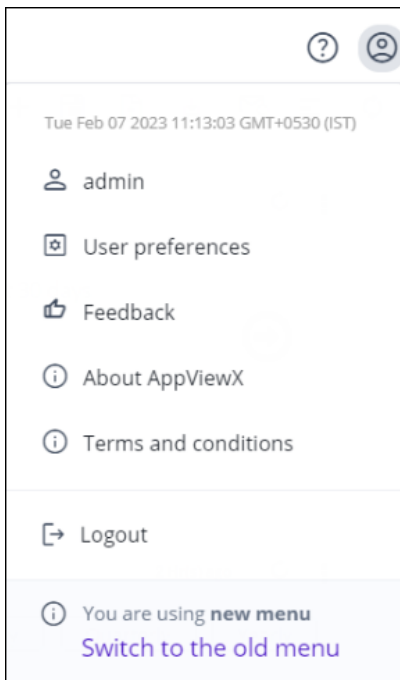 Tue Feb 07 2023 11:13:03 GMT+0530 (IST)
admin
User preferences
Feedback
About AppViewX
Terms and conditions
Logout
You are using new menu
Switch to the old menu